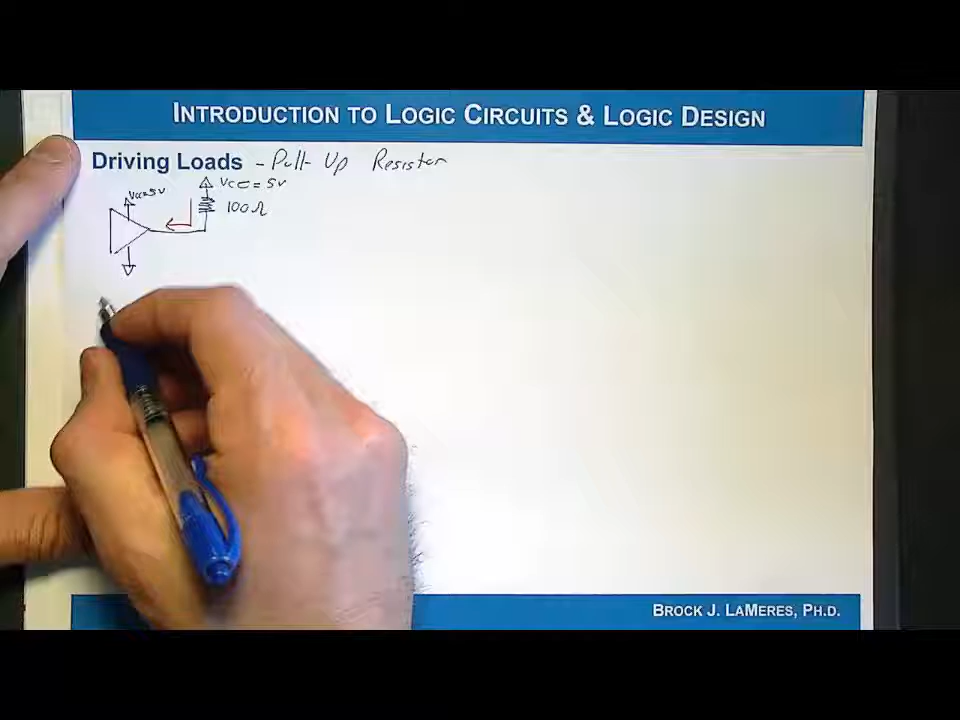 INTRODUCTION TO LOGIC CIRCUITS & LOGIC DESIGN
Driving Loads - Pull-Up Resistor
Vcc=5V
Vcc=5V
100Ω
BROCK J. LAMERES, PH.D.